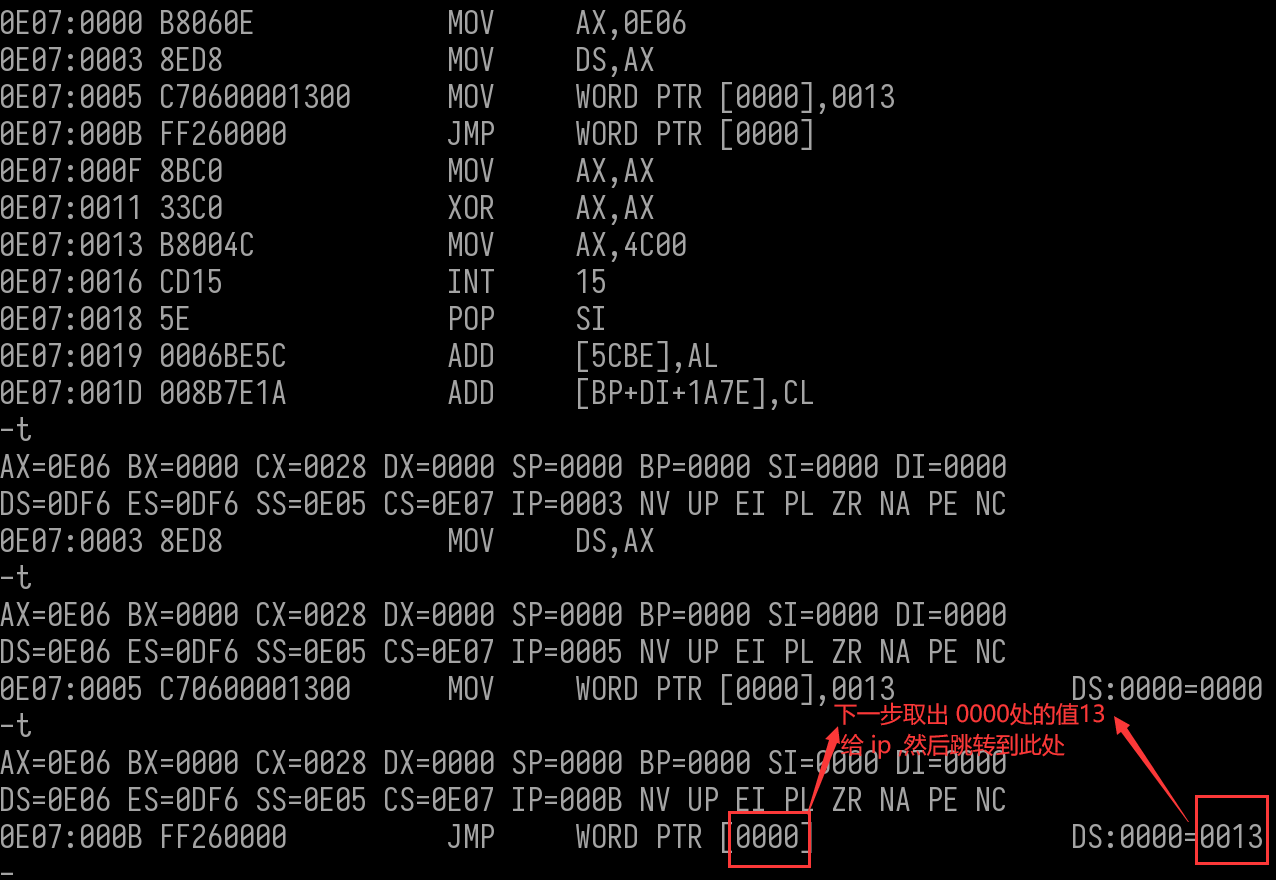 0E07:0000 B8060E MOV AX,0E06
0E07:0003 8ED8 MOV DS,AX
0E07:0005 C70600001300 MOV WORD PTR [0000],0013
0E07:000B FF260000 JMP WORD PTR [0000]
0E07:000F 8BC0 MOV AX,AX
0E07:0011 33C0 XOR AX,AX
0E07:0013 B8004C MOV AX,4C00
0E07:0016 CD15 INT 15
0E07:0018 5E POP SI
0E07:0019 0006BE5C ADD [5CBE],AL
0E07:001D 008B7E1A ADD [BP+DI+1A7E],CL
-t
AX=0E06 BX=0000 CX=0028 DX=0000 SP=0000 BP=0000 SI=0000 DI=0000
DS=0DF6 ES=0DF6 SS=0E05 CS=0E07 IP=0003 NV UP EI PL ZR NA PE NC
0E07:0003 8ED8 MOV DS,AX
-t
AX=0E06 BX=0000 CX=0028 DX=0000 SP=0000 BP=0000 SI=0000 DI=0000
DS=0E06 ES=0DF6 SS=0E05 CS=0E07 IP=0005 NV UP EI PL ZR NA PE NC
0E07:0005 C70600001300 MOV WORD PTR [0000],0013 DS:0000=0000
下一步取出 0000处的值13
-t
给 ip 然后跳转到此处
AX=0E06 BX=0000 CX=0028 DX=0000 SP=0000 BP=0000 SI=0000 DI=0000
DS=0E06 ES=0DF6 SS=0E05 CS=0E07 IP=000B NV UP EI PL ZR NA PE NC
0E07:000B FF260000 JMP WORD PTR [0000] DS:0000=0013
-